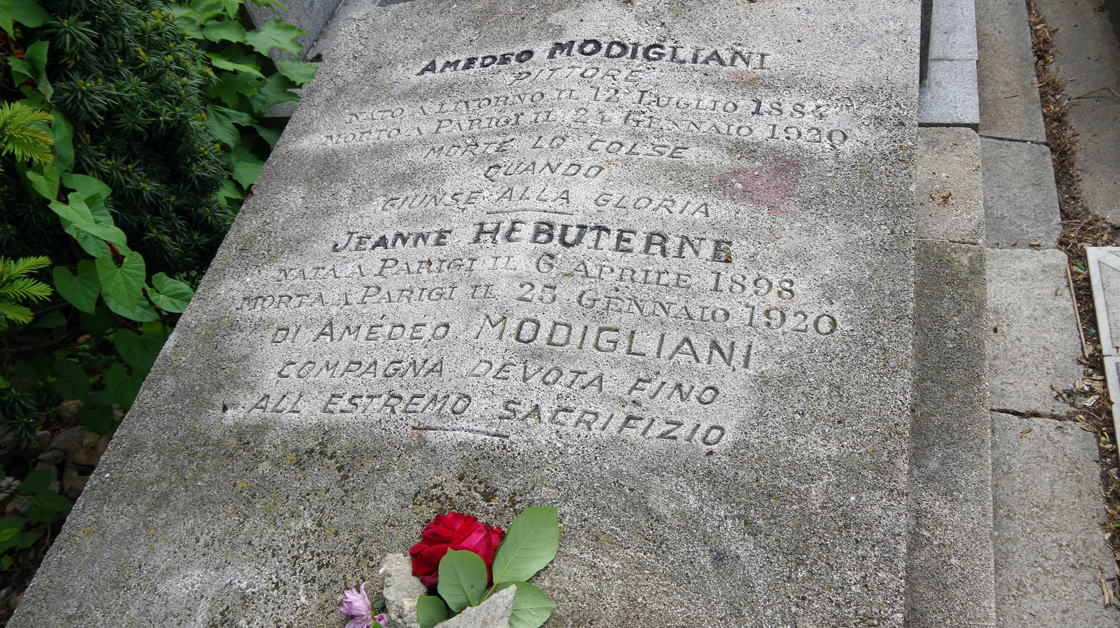 AMEDEO MODIGLIANI
PITTORE
NATO A LIVORNO IL 12 LUGLIO 1884
MORTO A PARIGI IL 24 GENNAIO 1920
MORTE LO COLSE
QUANDO
GIUNSE ALLA GLORIA
JEANNE HEBUTERNE
NATA A PARIGI IL 6 APRILE 1898
MORTA A PARIGI IL 25 GENNAIO 1920
DI AMEDEO MODIGLIANI
COMPAGNA DEVOTA FINO
ALL ESTREMO SACRIFIZIO